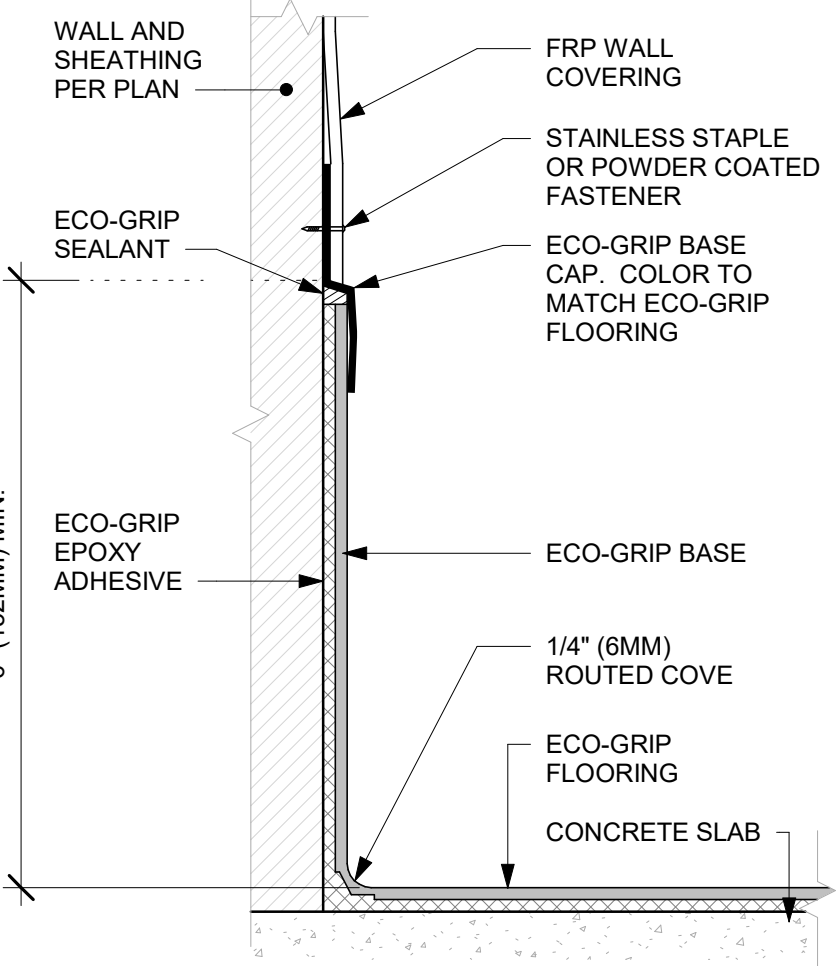 WALL AND
SHEATHING
PER PLAN
ECO-GRIP
SEALANT
MIN.
ECO-GRIP
EPOXY
ADHESIVE
FRP WALL
COVERING
STAINLESS STAPLE
OR POWDER COATED
FASTENER
ECO-GRIP BASE
CAP.  COLOR TO
MATCH ECO-GRIP
FLOORING
ECO-GRIP BASE
1/4" (6MM)
ROUTED COVE
ECO-GRIP
FLOORING
CONCRETE SLAB